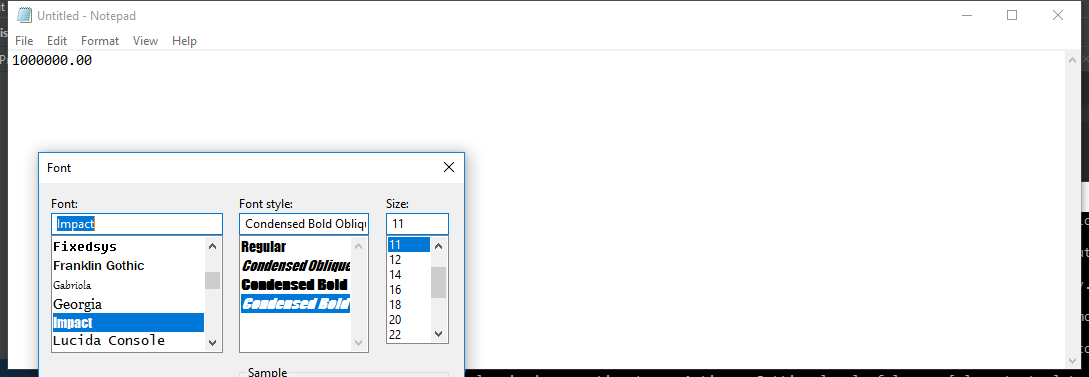 Untitled - Notepad
File Edit Format View Help
1000000.00
Font
Font: Font style: Size:
Impact Condensed Bold Obliqu 11
Fixedsys
Franklin Gothic
Gabriola
Georgia
Impact
Lucida Console
Regular
Condensed Oblique
Condensed Bold
Condensed Bold
11
12
14
16
18
20
22
Sample